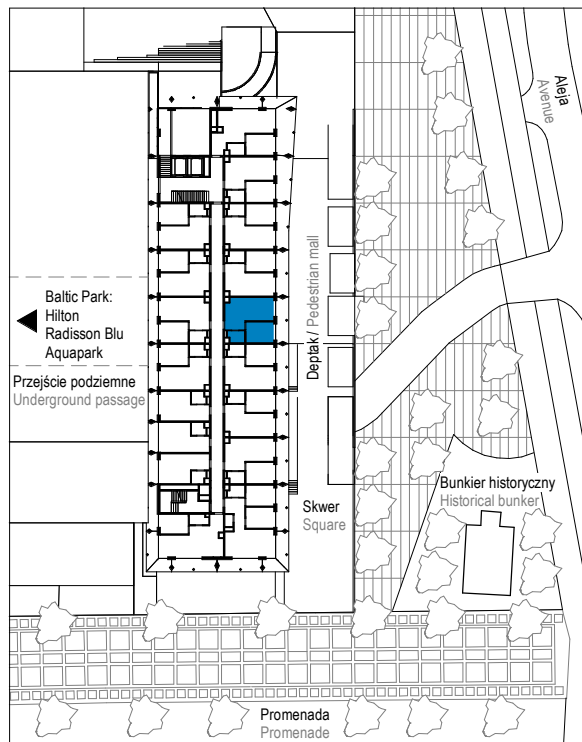 Aleja
Avenue
Baltic Park:
Hilton
Radisson Blu
Aquapark
Przejście podziemne
Underground passage
Deptak / Pedestrian mall
Skwer
Square
Bunkier historyczny
Historical bunker
Promenada
Promenade